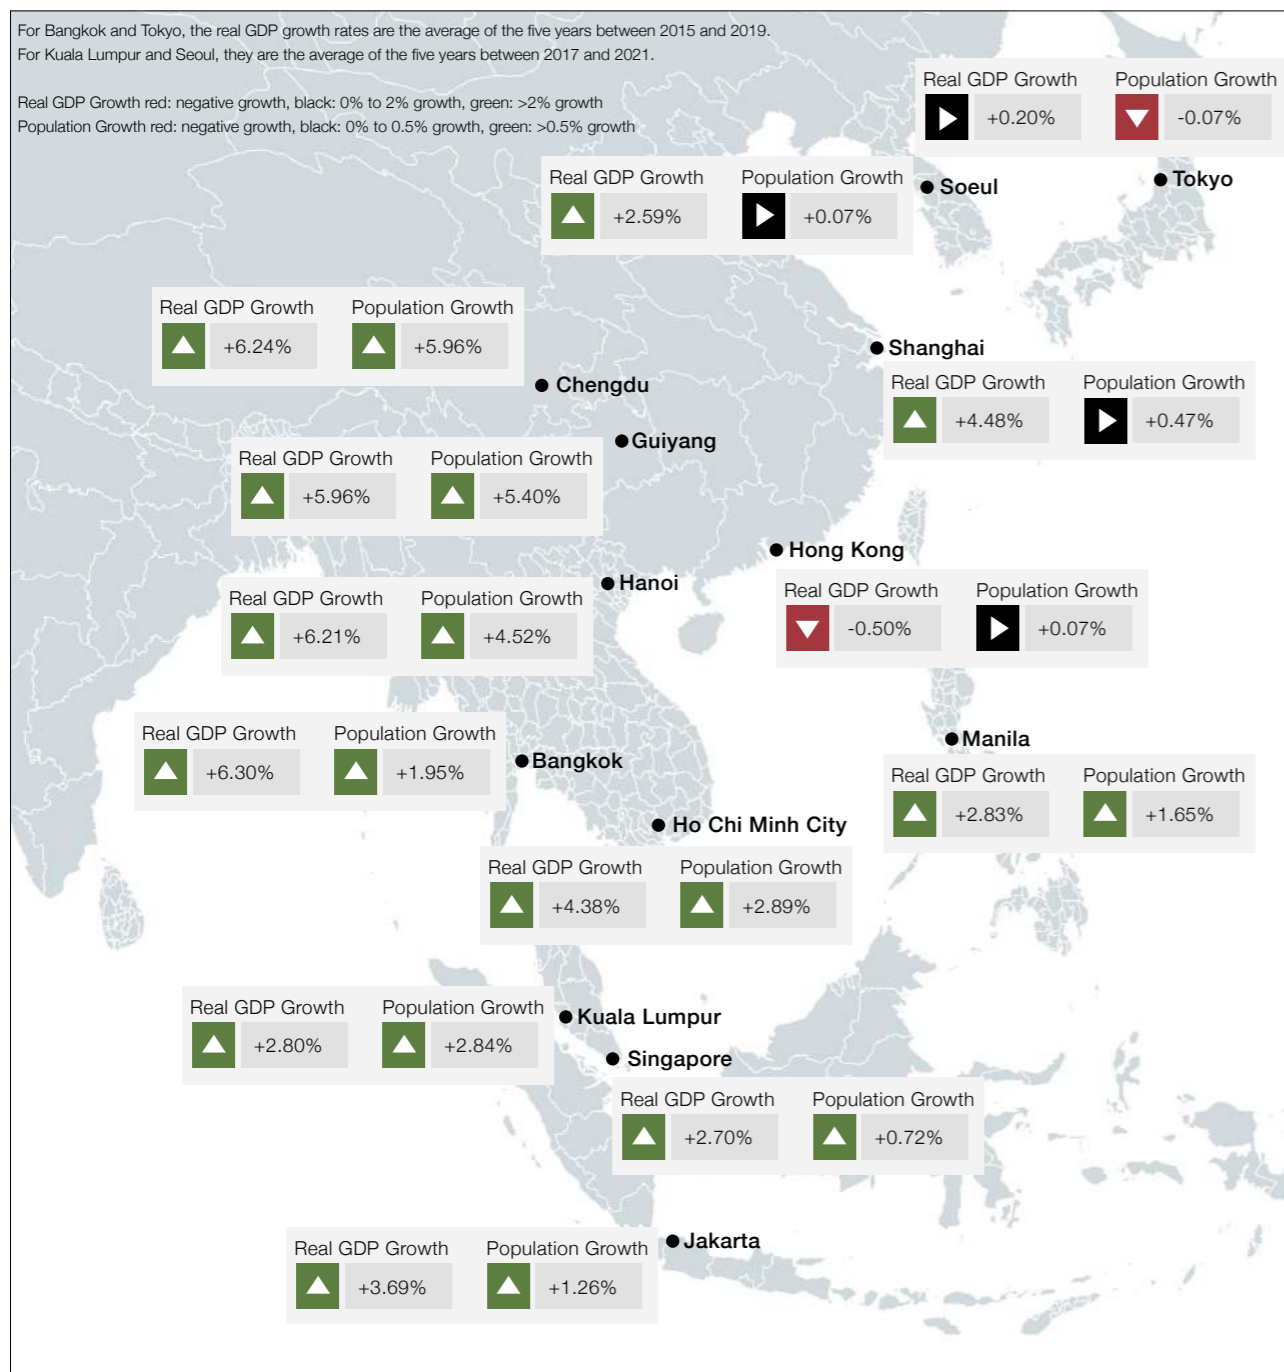 For Bangkok and Tokyo, the real GDP growth rates are the average of the five years between 2015 and 2019.
For Kuala Lumpur and Seoul, they are the average of the five years between 2017 and 2021.
Real GDP Growth red: negative growth, black: 0% to 2% growth, green: >2% growth
Population Growth red: negative growth, black: 0% to 0.5% growth, green: >0.5% growth
Real GDP Growth Population Growth
+0.20% -0.07%
Tokyo
Real GDP Growth Population Growth
+2.59% +0.07%
Soeul
Real GDP Growth Population Growth
+6.24% +5.96%
Chengdu
Shanghai
Real GDP Growth Population Growth
+4.48% +0.47%
Guiyang
Real GDP Growth Population Growth
+5.96% +5.40%
Hong Kong
Real GDP Growth Population Growth
-0.50% +0.07%
Hanoi
Real GDP Growth Population Growth
+6.21% +4.52%
Real GDP Growth Population Growth
+6.30% +1.95%
Bangkok
Manila
Real GDP Growth Population Growth
+2.83% +1.65%
Ho Chi Minh City
Real GDP Growth Population Growth
+4.38% +2.89%
Real GDP Growth Population Growth
+2.80% +2.84%
Kuala Lumpur
Singapore
Real GDP Growth Population Growth
+2.70% +0.72%
Jakarta
Real GDP Growth Population Growth
+3.69% +1.26%